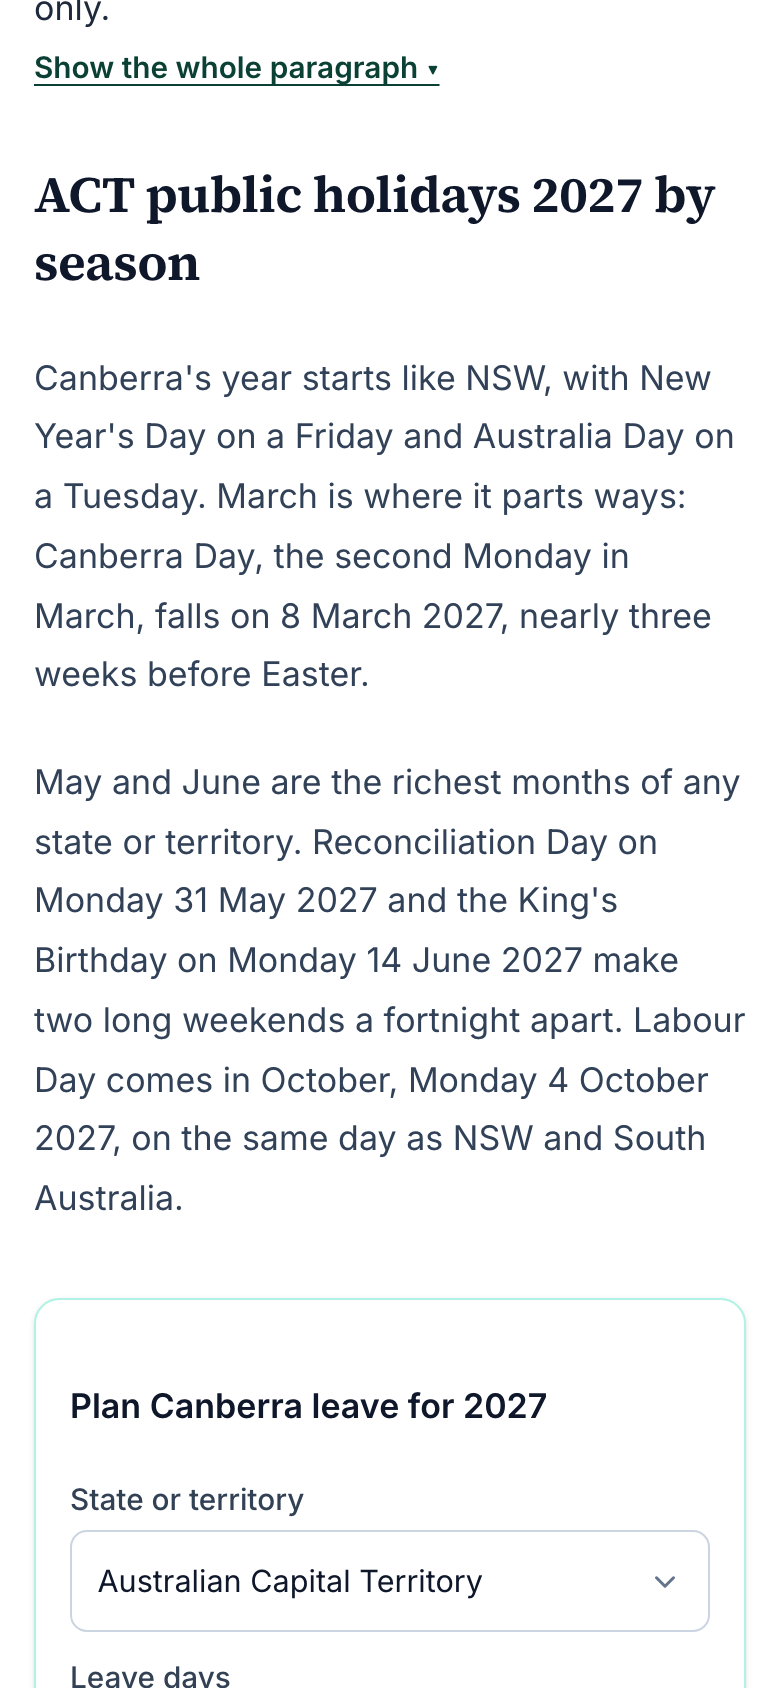 only.
Show the whole paragraph ▾
ACT public holidays 2027 by
season
Canberra's year starts like NSW, with New
Year's Day on a Friday and Australia Day on
a Tuesday. March is where it parts ways:
Canberra Day, the second Monday in
March, falls on 8 March 2027, nearly three
weeks before Easter.
May and June are the richest months of any
state or territory. Reconciliation Day on
Monday 31 May 2027 and the King's
Birthday on Monday 14 June 2027 make
two long weekends a fortnight apart. Labour
Day comes in October, Monday 4 October
2027, on the same day as NSW and South
Australia.
Plan Canberra leave for 2027
State or territory
Australian Capital Territory
Leave days